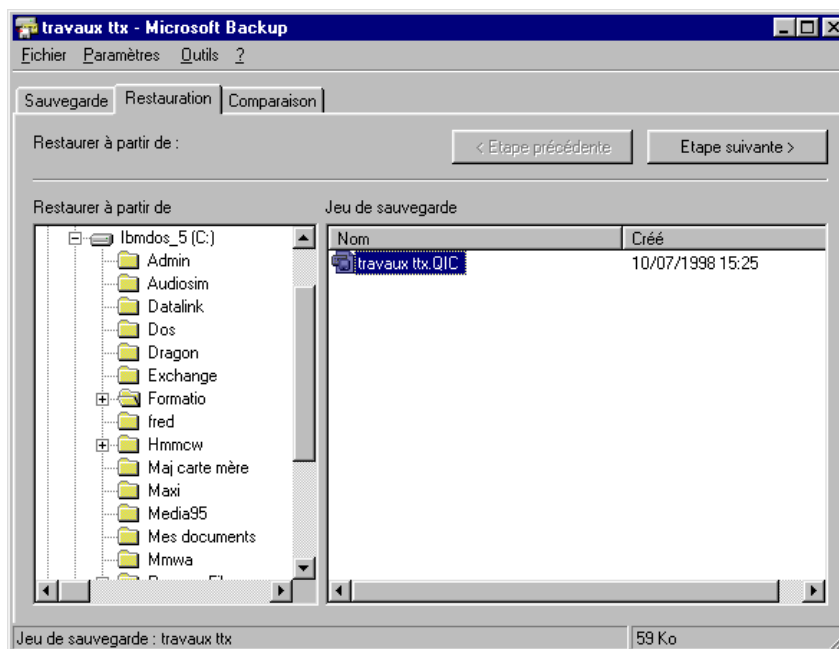 travaux ttx - Microsoft Backup
Fichier Paramètres Outils ?
Sauvegarde Restauration Comparaison
Restaurer à partir de :
< Etape précédente
Etape suivante >
Restaurer à partir de
Jeu de sauvegarde
Ibmdos_5 (C:)
Admin
Audiosim
Datalink
Dos
Dragon
Exchange
Formatio
fred
Hmmcw
Maj carte mère
Maxi
Media95
Mes documents
Mmwa
Nom Créé
travaux ttx.QIC 10/07/1998 15:25
Jeu de sauvegarde : travaux ttx
59 Ko